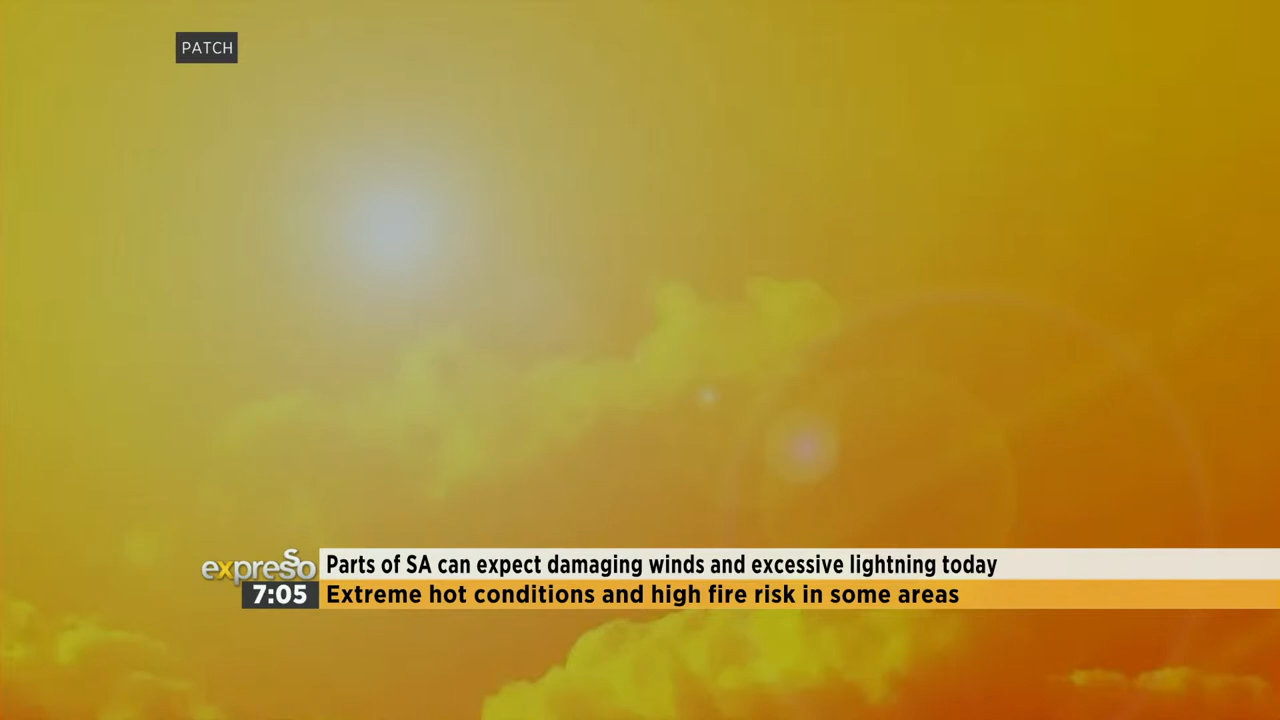 PATCH
Parts of SA can expect damaging winds and excessive lightning today
expresso
7:05
Extreme hot conditions and high fire risk in some areas